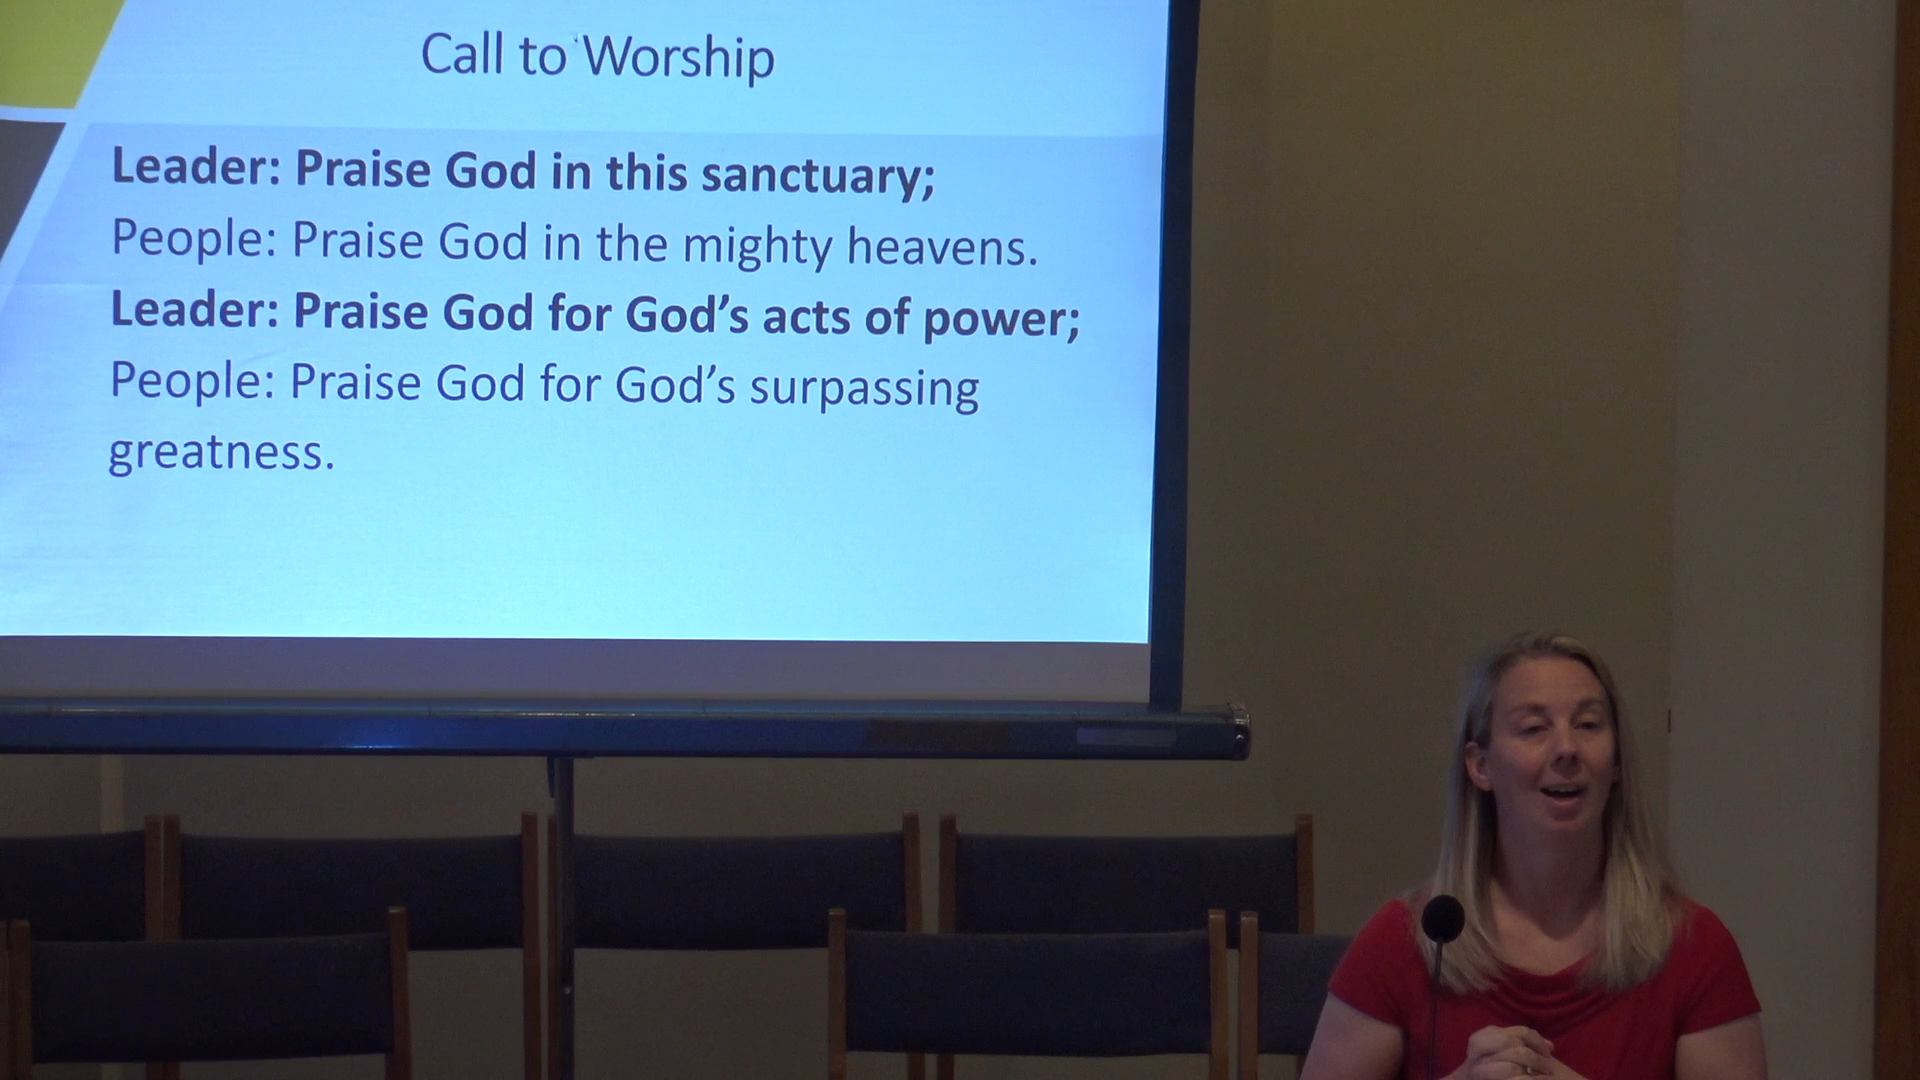 Call to Worship
Leader: Praise God in this sanctuary;
People: Praise God in the mighty heavens.
Leader: Praise God for God’s acts of power;
People: Praise God for God’s surpassing
greatness.